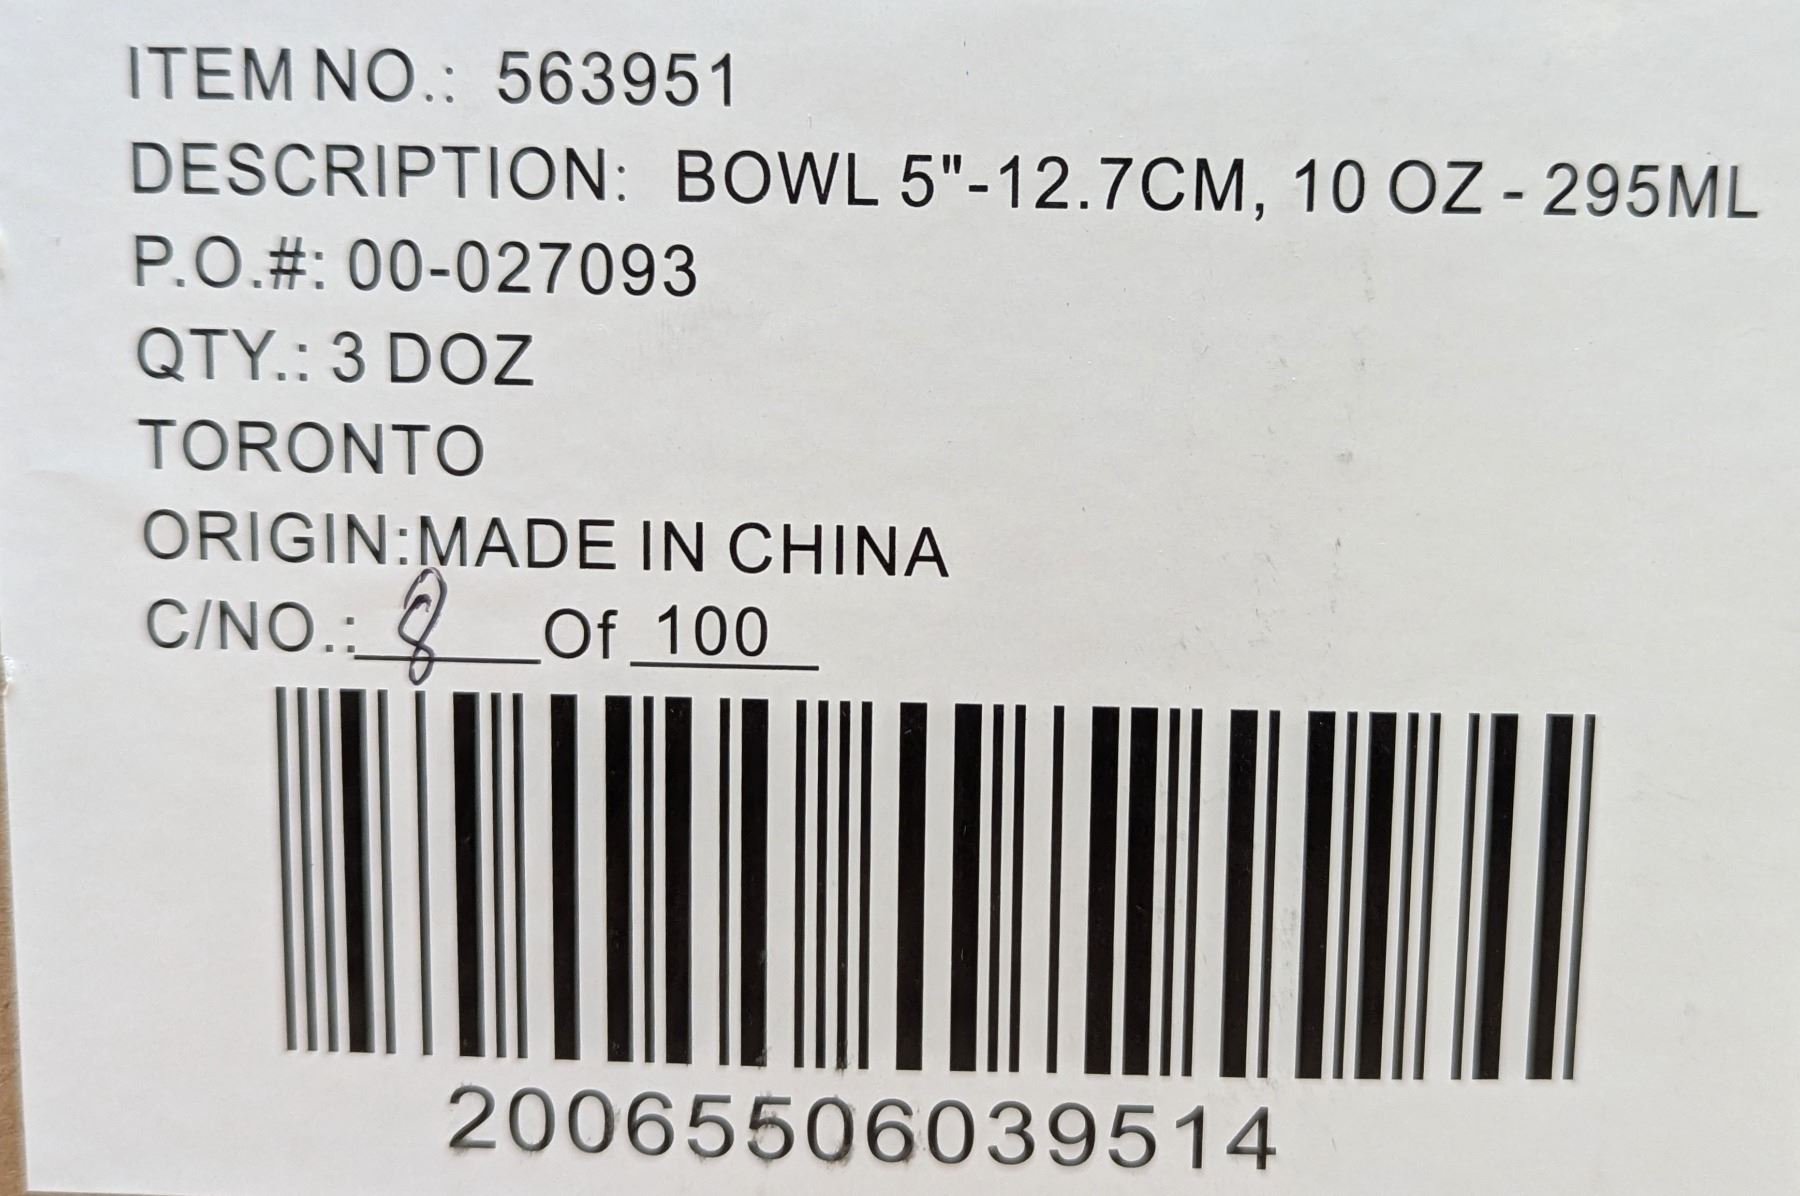 ITEM NO.: 563951
DESCRIPTION: BOWL 5"-12.7CM, 10 OZ - 295ML
P.O.#: 00-027093
QTY.: 3 DOZ
TORONTO
ORIGIN:MADE IN CHINA
C/NO.: 8 Of 100
20065506039514